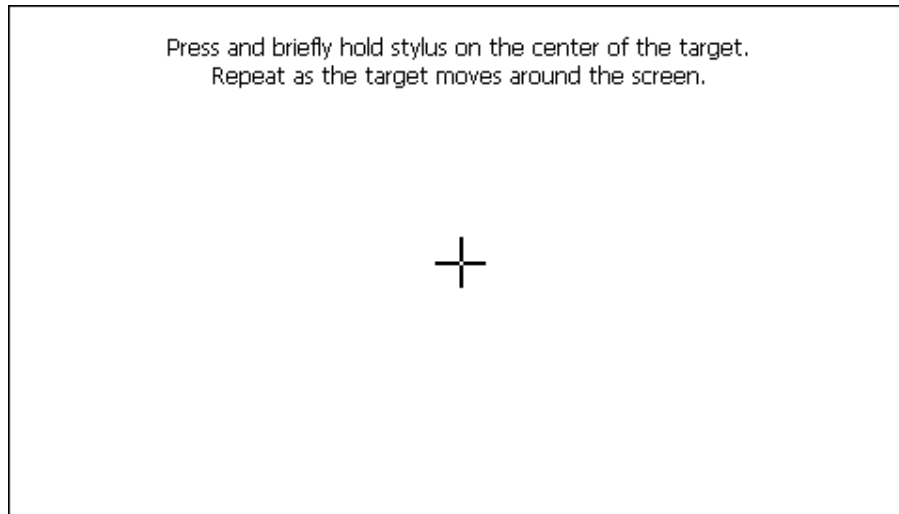 Press and briefly hold stylus on the center of the target.
Repeat as the target moves around the screen.